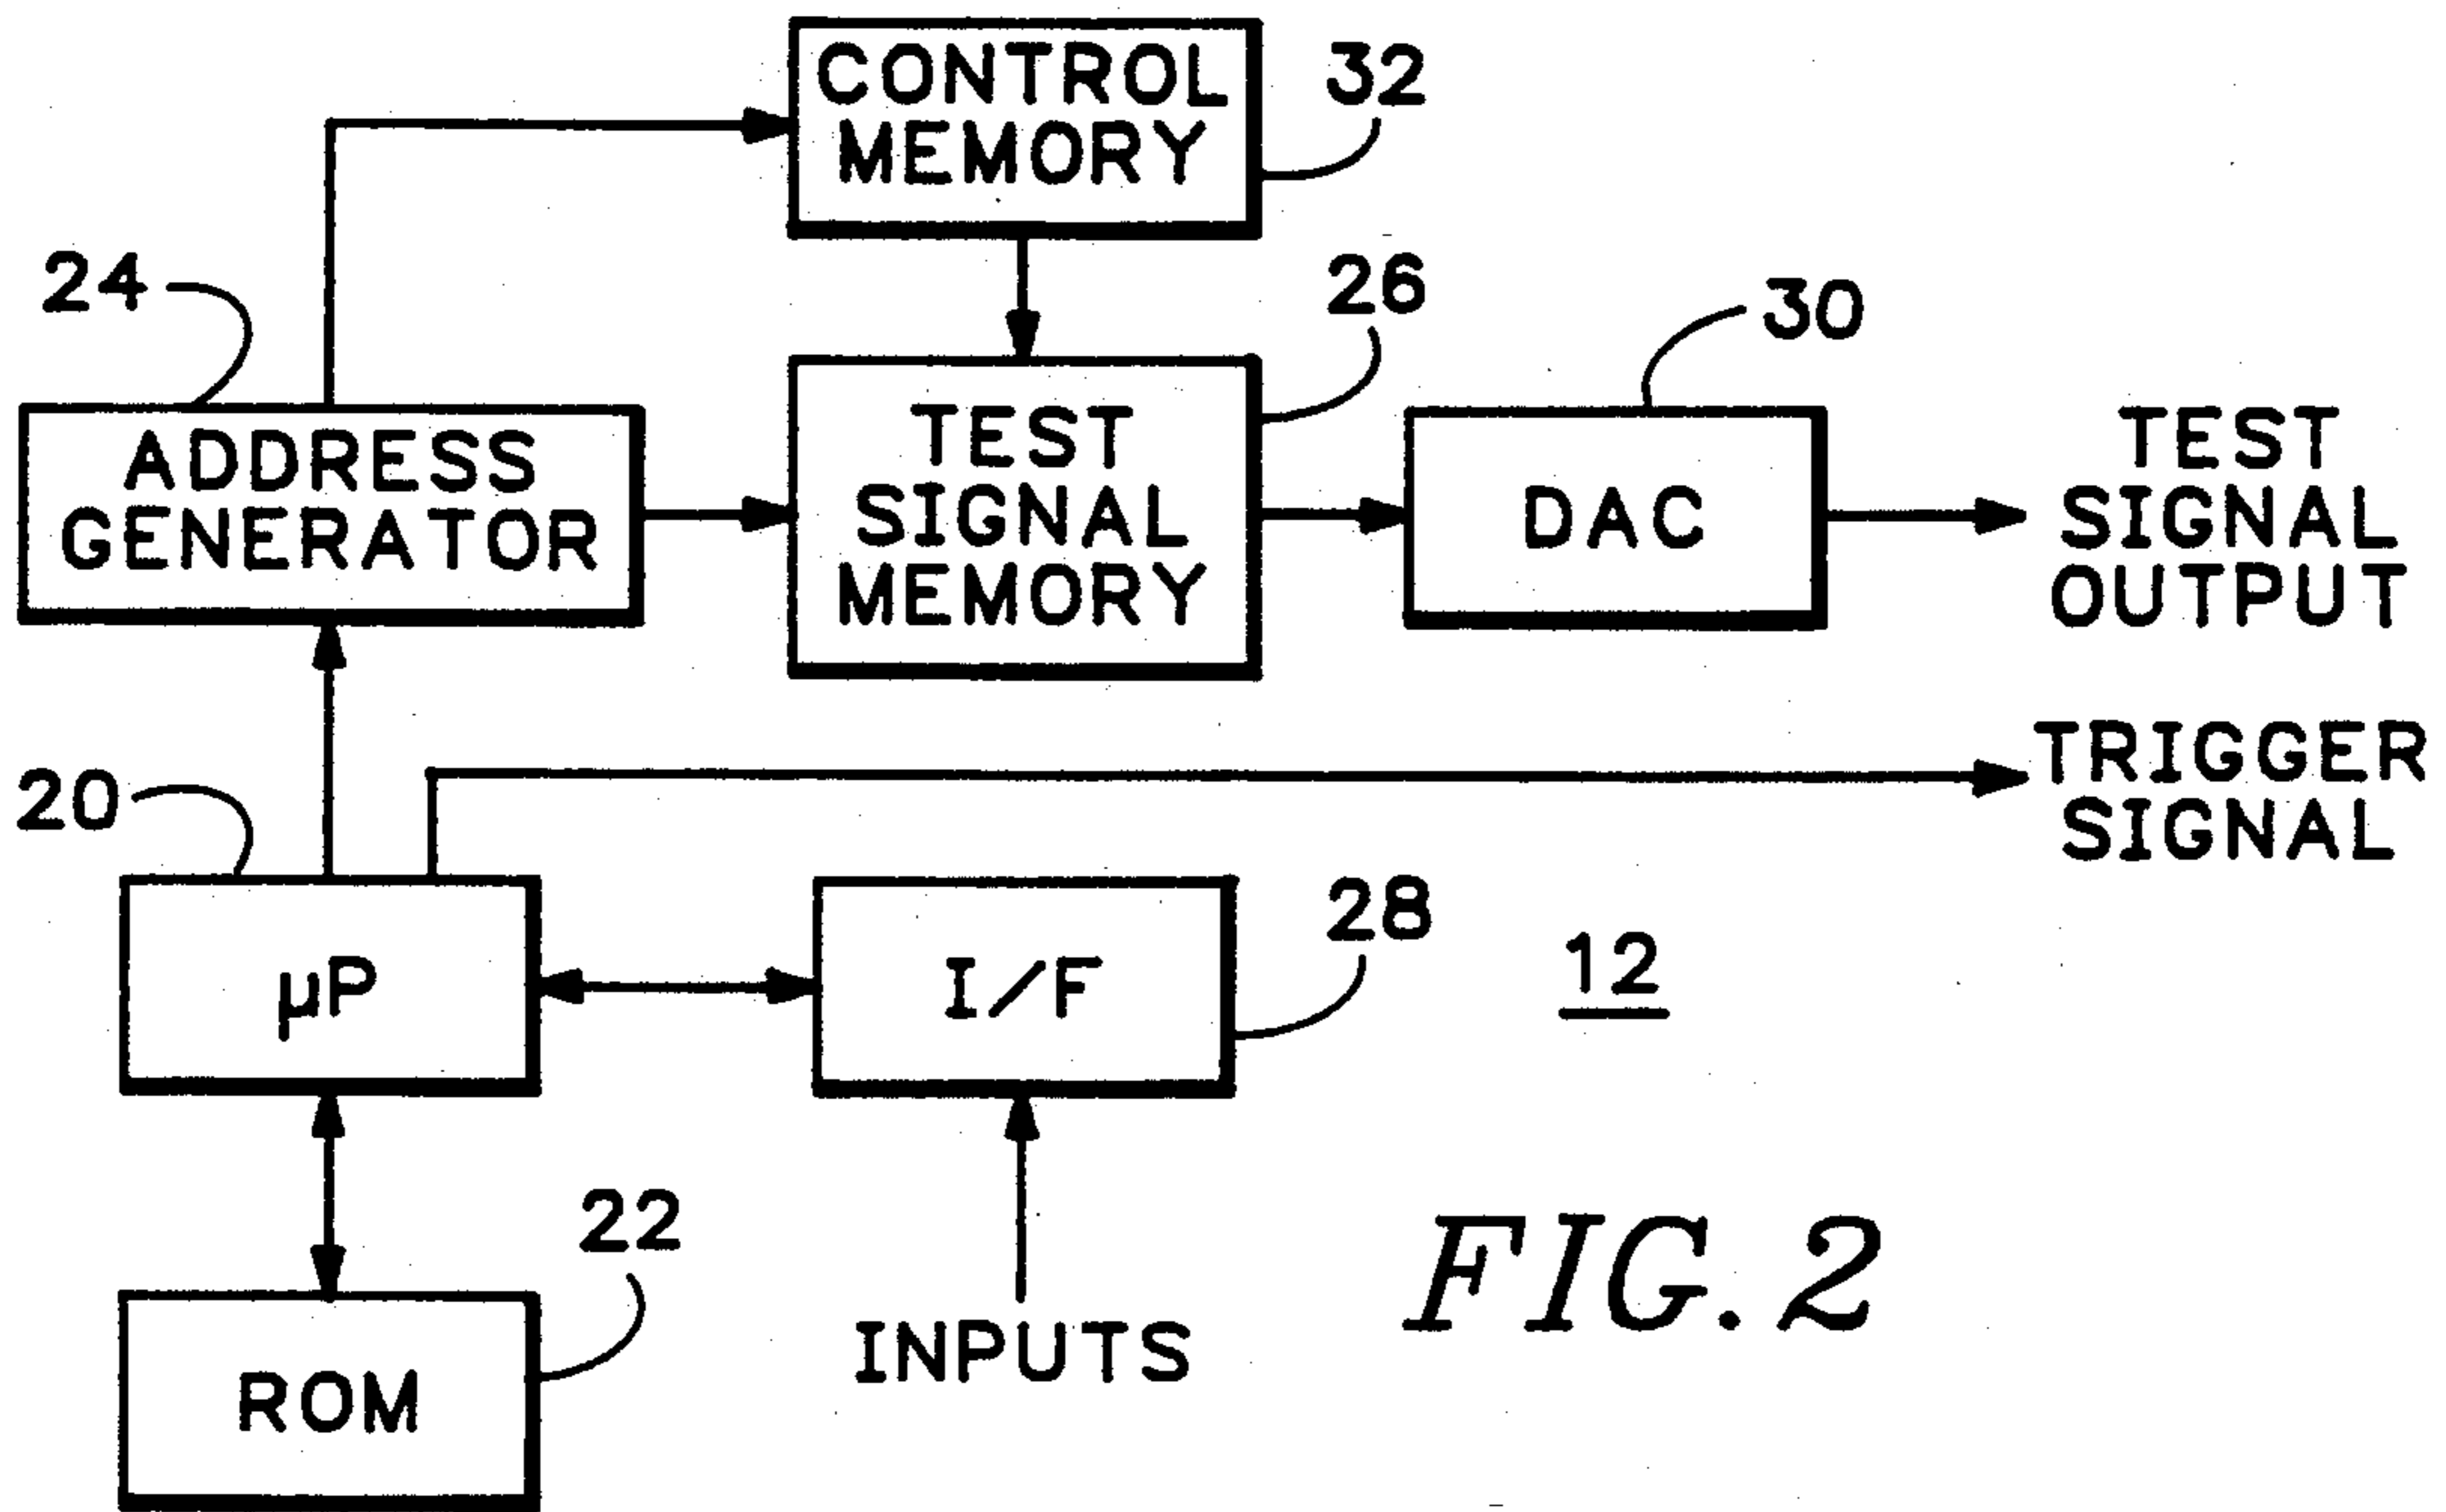 CONTROL
MEMORY
32
24
26
30
ADDRESS
GENERATOR
TEST
SIGNAL
MEMORY
DAC
TEST
SIGNAL
OUTPUT
20
TRIGGER
SIGNAL
µP
I/F
28
12
22
ROM
INPUTS
FIG. 2